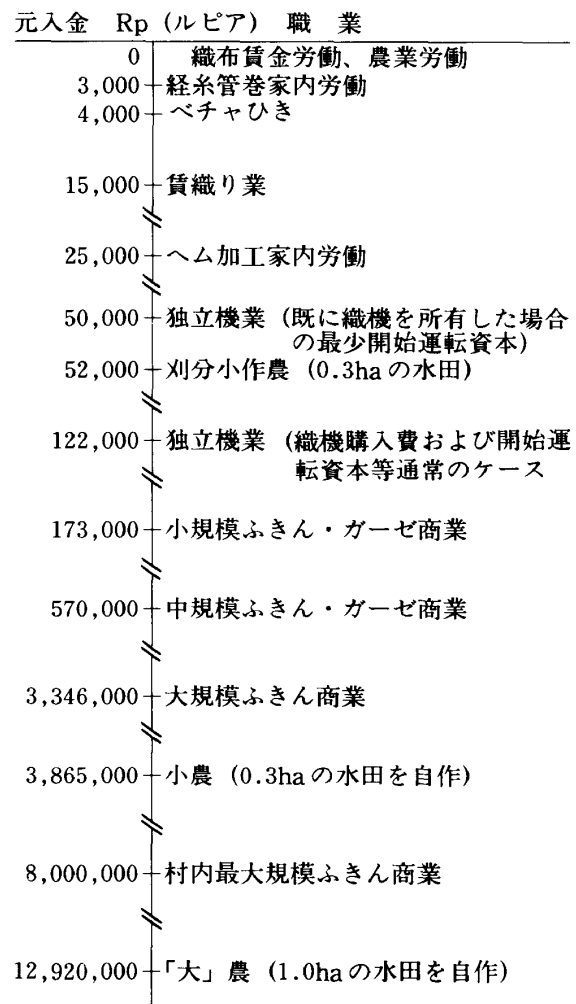 元入金 Rp (ルピア) 職 業
0 織布賃金労働、農業労働
3,000 経糸管巻家内労働
4,000 ベチャひき
15,000 賃織り業
25,000 ヘム加工家内労働
50,000 独立機業 (既に織機を所有した場合
の最少開始運転資本)
52,000 刈分小作農 (0.3haの水田)
122,000 独立機業 (織機購入費および開始運
転資本等通常のケース
173,000 小規模ふきん・ガーゼ商業
570,000 中規模ふきん・ガーゼ商業
3,346,000 大規模ふきん商業
3,865,000 小農 (0.3haの水田を自作)
8,000,000 村内最大規模ふきん商業
12,920,000 「大」農 (1.0haの水田を自作)